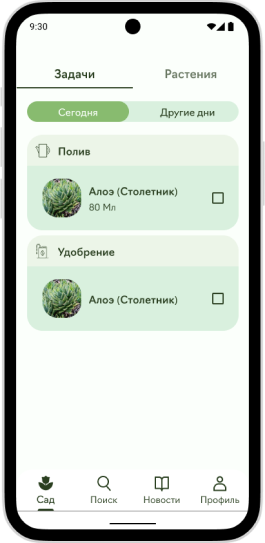 9:30
Задачи Растения
Сегодня Другие дни
Полив
Алоэ (Столетник)
80 Мл
Удобрение
Алоэ (Столетник)
Сад Поиск Новости Профиль